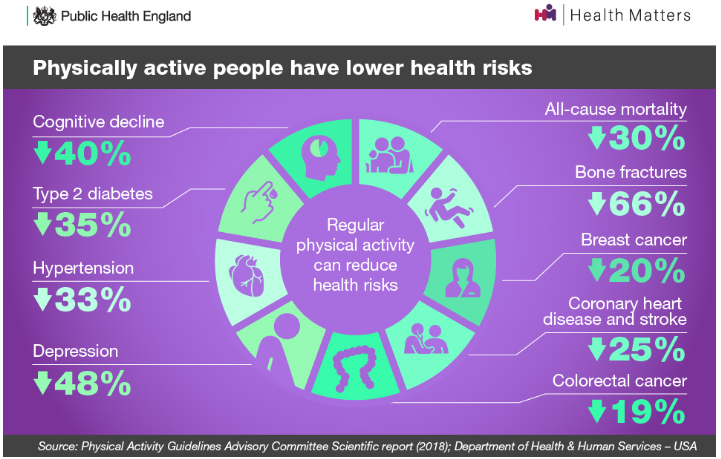 Public Health England
Health Matters
Physically active people have lower health risks
Cognitive decline
40%
Type 2 diabetes
35%
Hypertension
33%
Depression
48%
Regular
physical activity
can reduce
health risks
All-cause mortality
30%
Bone fractures
66%
Breast cancer
20%
Coronary heart
disease and stroke
25%
Colorectal cancer
19%
Source: Physical Activity Guidelines Advisory Committee Scientific report (2018); Department of Health & Human Services – USA